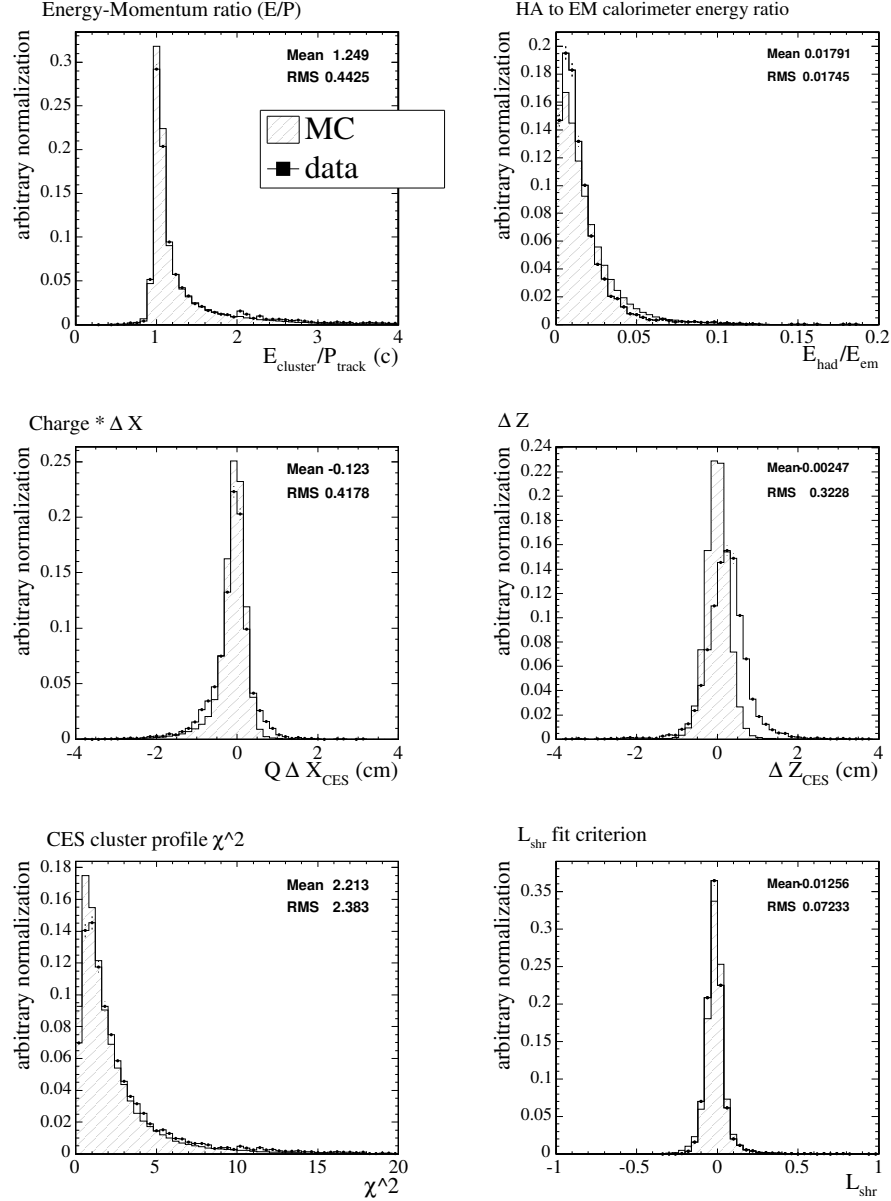 Energy-Momentum ratio (E/P)
arbitrary normalization
0.3
0.25
0.2
0.15
0.1
0.05
0
Mean 1.249
RMS 0.4425
MC
data
0 1 2 3 4
E_cluster/P_track (c)
HA to EM calorimeter energy ratio
arbitrary normalization
0.2
0.18
0.16
0.14
0.12
0.1
0.08
0.06
0.04
0.02
0
Mean 0.01791
RMS 0.01745
0 0.05 0.1 0.15 0.2
E_had/E_em
Charge * Δ X
arbitrary normalization
0.25
0.2
0.15
0.1
0.05
0
Mean -0.123
RMS 0.4178
-4 -2 0 2 4
Q Δ X_CES (cm)
Δ Z
arbitrary normalization
0.24
0.22
0.2
0.18
0.16
0.14
0.12
0.1
0.08
0.06
0.04
0.02
0
Mean-0.00247
RMS 0.3228
-4 -2 0 2 4
Δ Z_CES (cm)
CES cluster profile χ^2
arbitrary normalization
0.18
0.16
0.14
0.12
0.1
0.08
0.06
0.04
0.02
0
Mean 2.213
RMS 2.383
0 5 10 15 20
χ^2
L_shr fit criterion
arbitrary normalization
0.35
0.3
0.25
0.2
0.15
0.1
0.05
0
Mean-0.01256
RMS 0.07233
-1 -0.5 0 0.5 1
L_shr